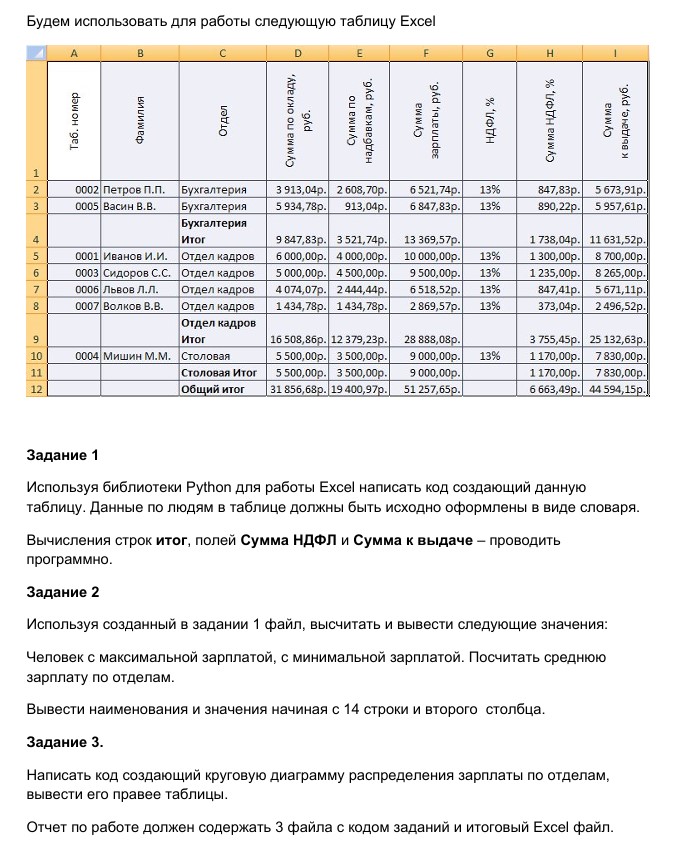 Будем использовать для работы следующую таблицу Excel
A B C D E F G H I
1 Таб. номер Фамилия Отдел Сумма по окладу, руб. Сумма по надбавкам, руб. Сумма зарплаты, руб. НДФЛ, % Сумма НДФЛ, % Сумма к выдаче, руб.
2 0002 Петров П.П. Бухгалтерия 3 913,04р. 2 608,70р. 6 521,74р. 13% 847,83р. 5 673,91р.
3 0005 Васин В.В. Бухгалтерия 5 934,78р. 913,04р. 6 847,83р. 13% 890,22р. 5 957,61р.
4 Бухгалтерия Итог 9 847,83р. 3 521,74р. 13 369,57р. 1 738,04р. 11 631,52р.
5 0001 Иванов И.И. Отдел кадров 6 000,00р. 4 000,00р. 10 000,00р. 13% 1 300,00р. 8 700,00р.
6 0003 Сидоров С.С. Отдел кадров 5 000,00р. 4 500,00р. 9 500,00р. 13% 1 235,00р. 8 265,00р.
7 0006 Львов Л.Л. Отдел кадров 4 074,07р. 2 444,44р. 6 518,52р. 13% 847,41р. 5 671,11р.
8 0007 Волков В.В. Отдел кадров 1 434,78р. 1 434,78р. 2 869,57р. 13% 373,04р. 2 496,52р.
9 Отдел кадров Итог 16 508,86р. 12 379,23р. 28 888,08р. 3 755,45р. 25 132,63р.
10 0004 Мишин М.М. Столовая 5 500,00р. 3 500,00р. 9 000,00р. 13% 1 170,00р. 7 830,00р.
11 Столовая Итог 5 500,00р. 3 500,00р. 9 000,00р. 1 170,00р. 7 830,00р.
12 Общий итог 31 856,68р. 19 400,97р. 51 257,65р. 6 663,49р. 44 594,15р.
Задание 1
Используя библиотеки Python для работы Excel написать код создающий данную
таблицу. Данные по людям в таблице должны быть исходно оформлены в виде словаря.
Вычисления строк итог, полей Сумма НДФЛ и Сумма к выдаче – проводить
программно.
Задание 2
Используя созданный в задании 1 файл, высчитать и вывести следующие значения:
Человек с максимальной зарплатой, с минимальной зарплатой. Посчитать среднюю
зарплату по отделам.
Вывести наименования и значения начиная с 14 строки и второго столбца.
Задание 3.
Написать код создающий круговую диаграмму распределения зарплаты по отделам,
вывести его правее таблицы.
Отчет по работе должен содержать 3 файла с кодом заданий и итоговый Excel файл.